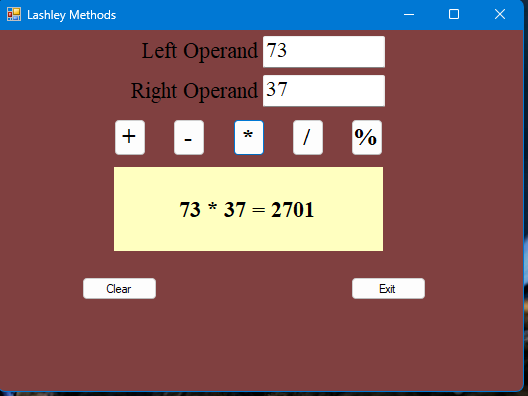 Lashley Methods
Left Operand 73
Right Operand 37
+ - * / %
73 * 37 = 2701
Clear Exit